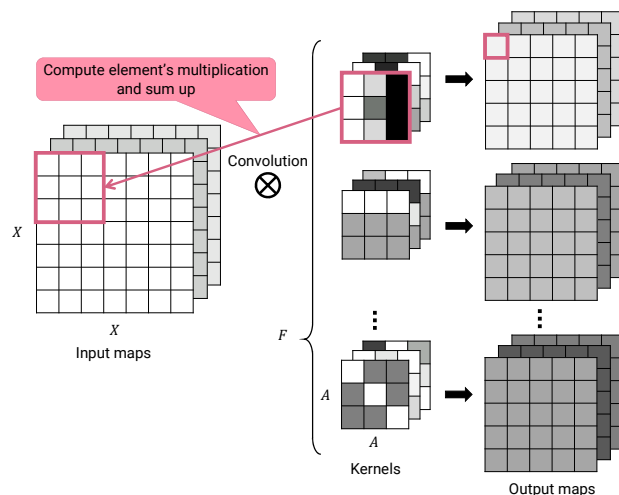 Compute element's multiplication
and sum up
Convolution
X
X
Input maps
F
A
A
Kernels
Output maps